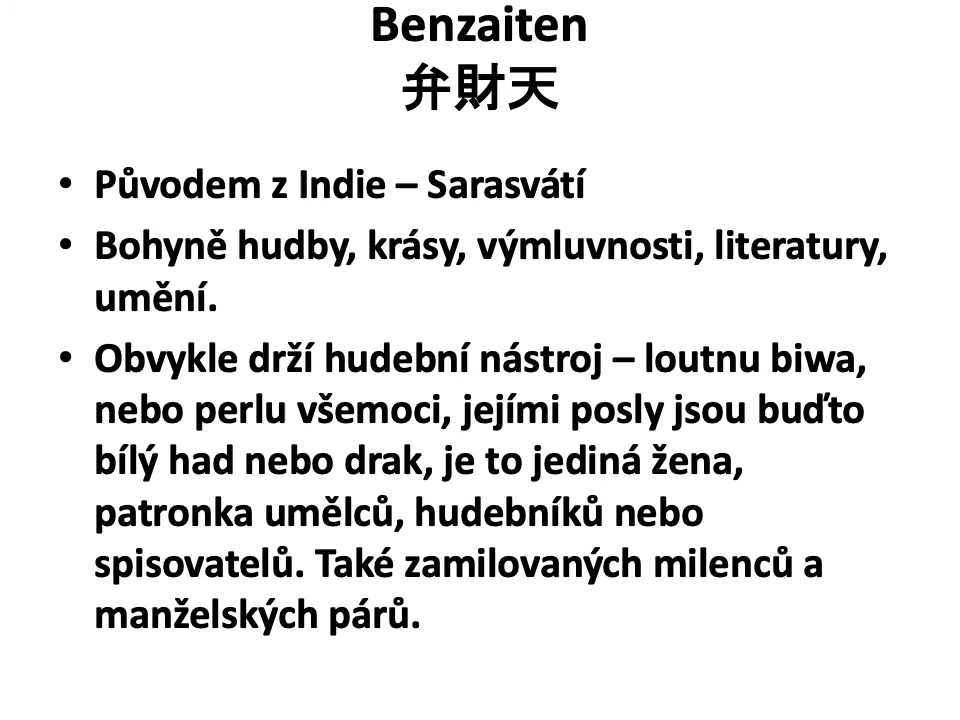 Benzaiten
弁財天
• Původem z Indie – Sarasvátí
• Bohyně hudby, krásy, výmluvnosti, literatury,
umění.
• Obvykle drží hudební nástroj – loutnu biwa,
nebo perlu všemoci, jejími posly jsou buďto
bílý had nebo drak, je to jediná žena,
patronka umělců, hudebníků nebo
spisovatelů. Také zamilovaných milenců a
manželských párů.